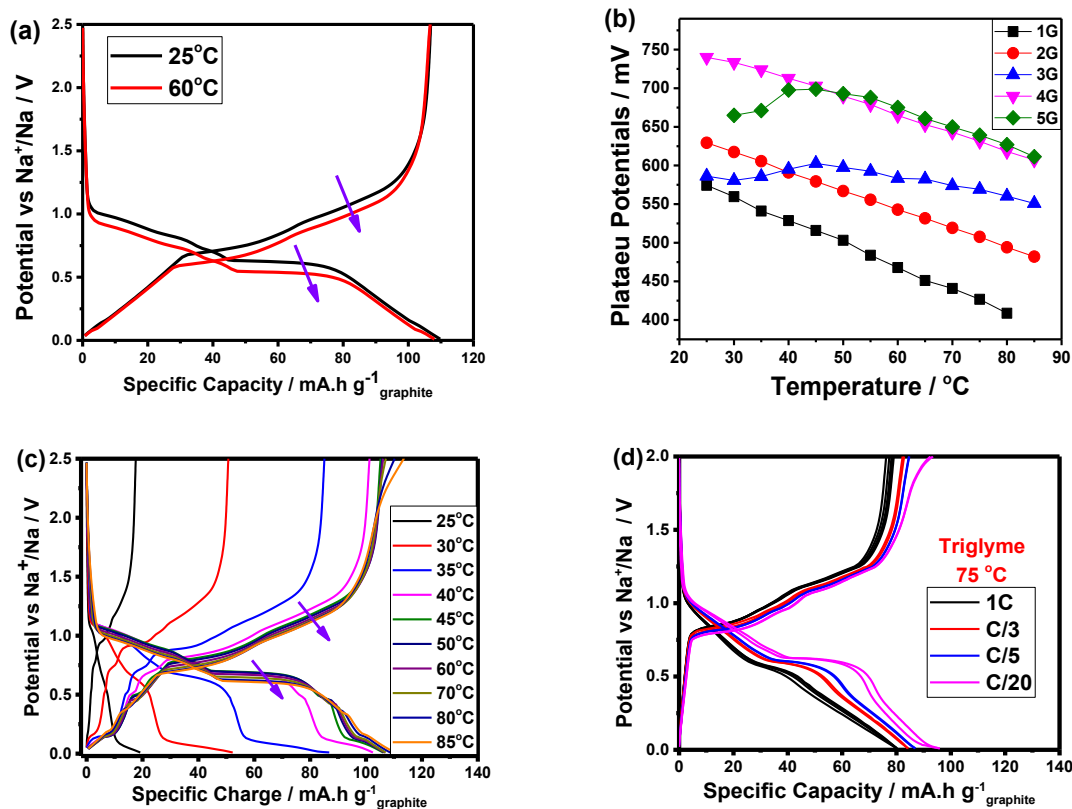 (a)
2.5
2.0
1.5
1.0
0.5
0.0
Potential vs Na⁺/Na / V
25°C
60°C
0 20 40 60 80 100 120
Specific Capacity / mA.h g⁻¹graphite
(b)
750
700
650
600
550
500
450
400
Plataeu Potentials / mV
1G
2G
3G
4G
5G
20 30 40 50 60 70 80 90
Temperature / °C
(c)
2.5
2.0
1.5
1.0
0.5
0.0
Potential vs Na⁺/Na / V
25°C
30°C
35°C
40°C
45°C
50°C
60°C
70°C
80°C
85°C
0 20 40 60 80 100 120 140
Specific Charge / mA.h g⁻¹graphite
(d)
2.0
1.5
1.0
0.5
0.0
Potential vs Na⁺/Na / V
Triglyme
75 °C
1C
C/3
C/5
C/20
0 20 40 60 80 100 120 140
Specific Capacity / mA.h g⁻¹graphite